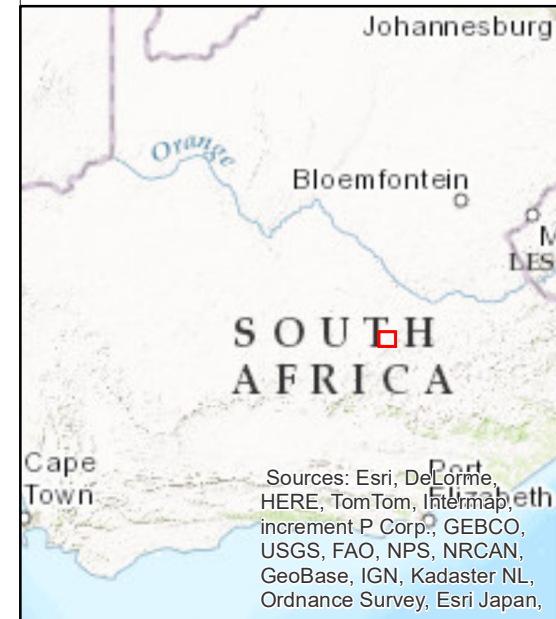 Johannesburg
Orange
Bloemfontein
M
LES
SOUTH
AFRICA
Cape
Town
Port
Elizabeth
Sources: Esri, DeLorme,
HERE, TomTom, Intermap,
increment P Corp., GEBCO,
USGS, FAO, NPS, NRCAN,
GeoBase, IGN, Kadaster NL,
Ordnance Survey, Esri Japan,